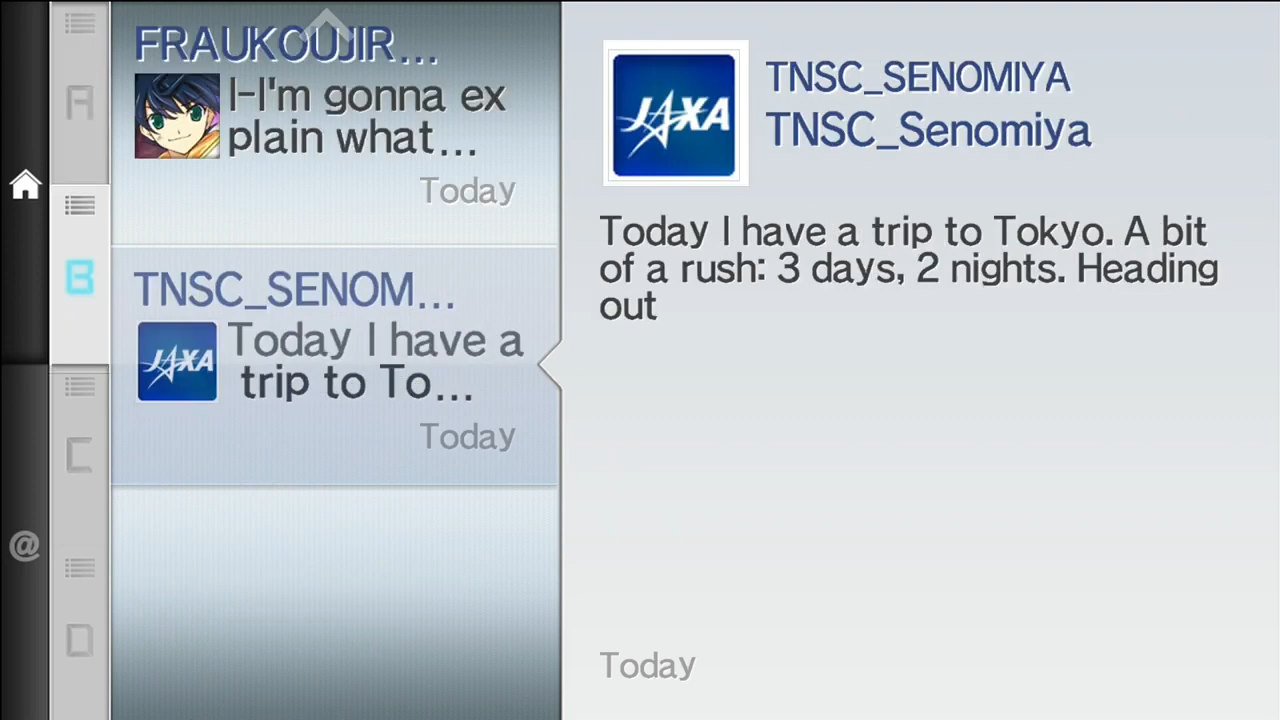 A
B
C
D
@
FRAUKOUJIR...
I-I'm gonna ex
plain what...
Today
TNSC_SENOM...
JAXA
Today I have a
trip to To...
Today
JAXA
TNSC_SENOMIYA
TNSC_Senomiya
Today I have a trip to Tokyo. A bit
of a rush: 3 days, 2 nights. Heading
out
Today